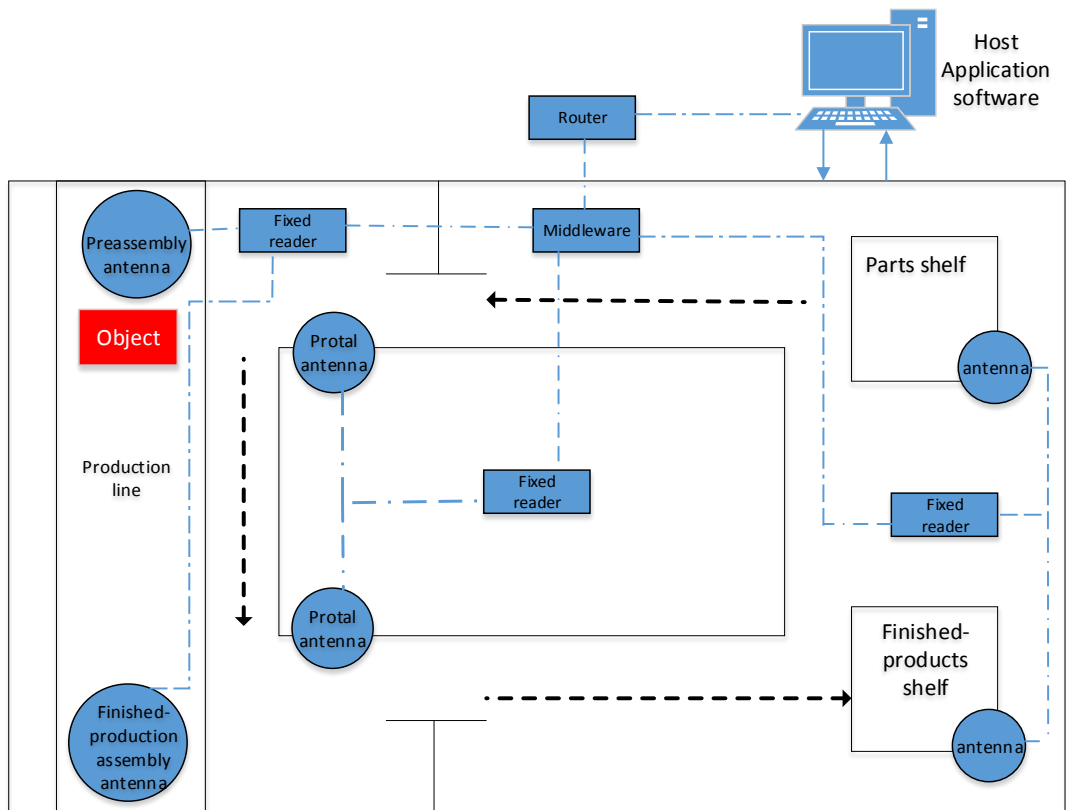 Host
Application
software
Router
Preassembly
antenna
Fixed
reader
Middleware
Parts shelf
Object
Protal
antenna
antenna
Production
line
Fixed
reader
Fixed
reader
Protal
antenna
Finished-
products
shelf
Finished-
production
assembly
antenna
antenna